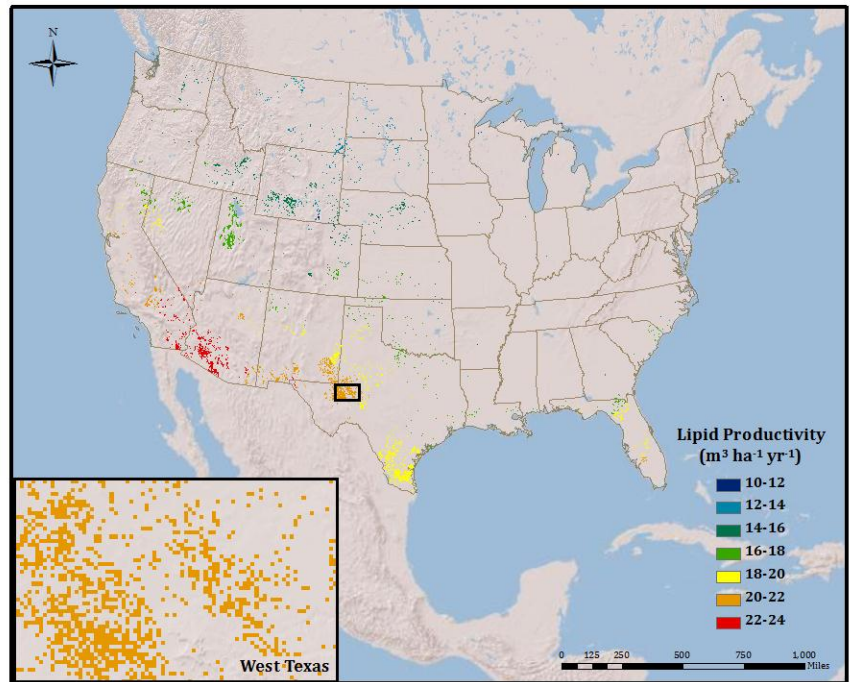 N
Lipid Productivity
(m³ ha⁻¹ yr⁻¹)
10-12
12-14
14-16
16-18
18-20
20-22
22-24
West Texas
0 125 250 500 750 1,000
Miles